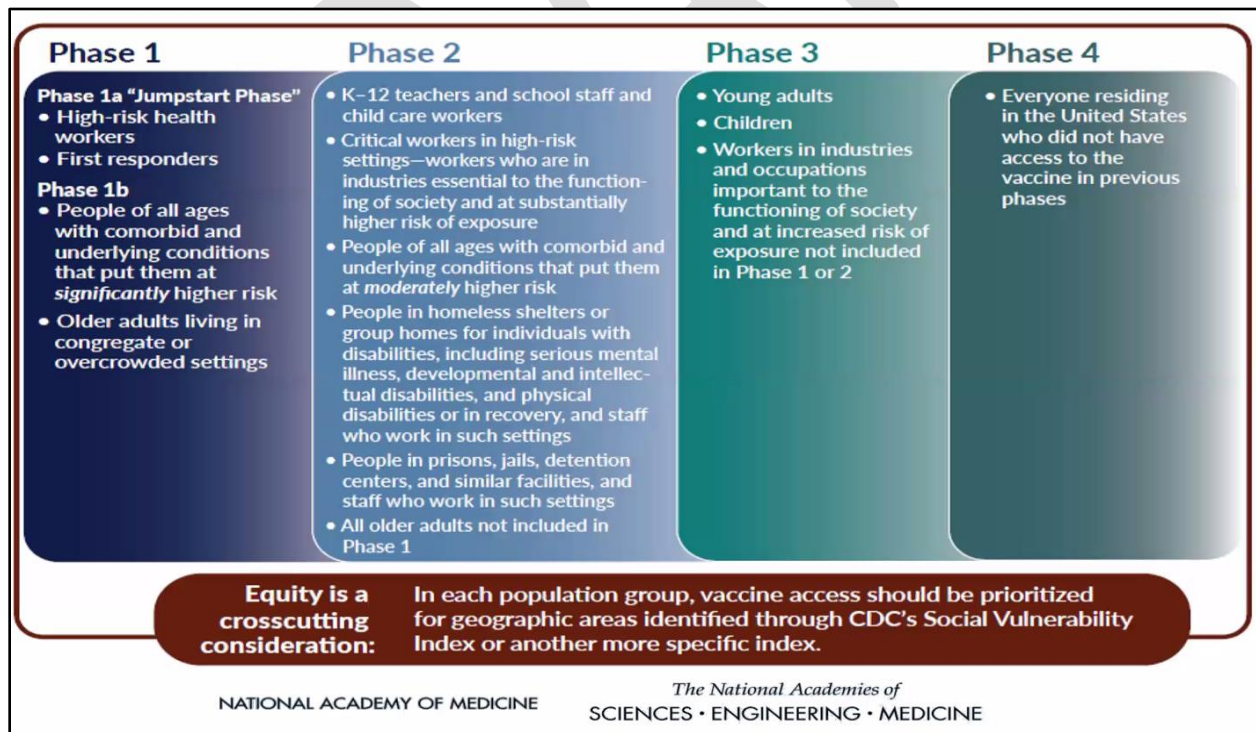 Phase 1
Phase 1a “Jumpstart Phase”
• High-risk health
workers
• First responders
Phase 1b
• People of all ages
with comorbid and
underlying conditions
that put them at
significantly higher risk
• Older adults living in
congregate or
overcrowded settings
Phase 2
• K–12 teachers and school staff and
child care workers
• Critical workers in high-risk
settings—workers who are in
industries essential to the function-
ing of society and at substantially
higher risk of exposure
• People of all ages with comorbid and
underlying conditions that put them
at moderately higher risk
• People in homeless shelters or
group homes for individuals with
disabilities, including serious mental
illness, developmental and intellec-
tual disabilities, and physical
disabilities or in recovery, and staff
who work in such settings
• People in prisons, jails, detention
centers, and similar facilities, and
staff who work in such settings
• All older adults not included in
Phase 1
Phase 3
• Young adults
• Children
• Workers in industries
and occupations
important to the
functioning of society
and at increased risk of
exposure not included
in Phase 1 or 2
Phase 4
• Everyone residing
in the United States
who did not have
access to the
vaccine in previous
phases
Equity is a
crosscutting
consideration:
In each population group, vaccine access should be prioritized
for geographic areas identified through CDC’s Social Vulnerability
Index or another more specific index.
NATIONAL ACADEMY OF MEDICINE
The National Academies of
SCIENCES • ENGINEERING • MEDICINE